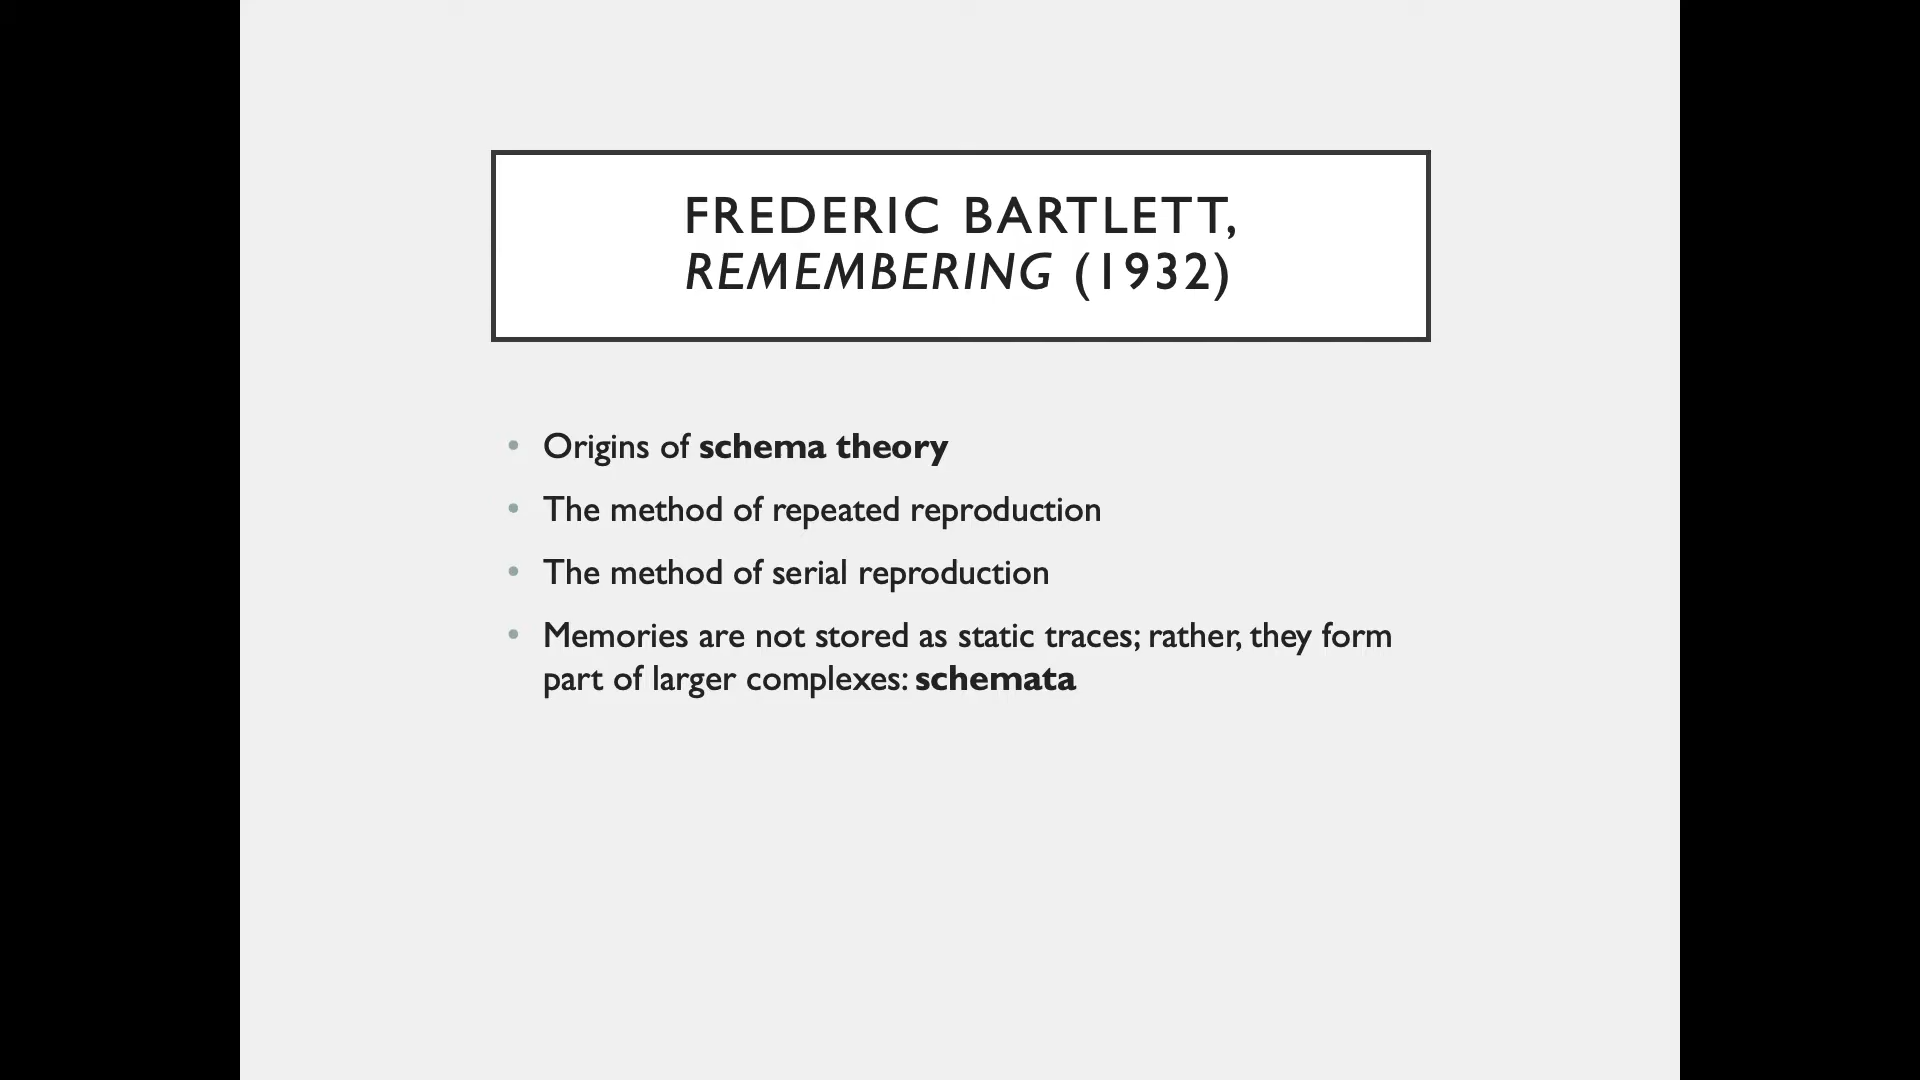 FREDERIC BARTLETT,
REMEMBERING (1932)
• Origins of schema theory
• The method of repeated reproduction
• The method of serial reproduction
• Memories are not stored as static traces; rather, they form
part of larger complexes: schemata